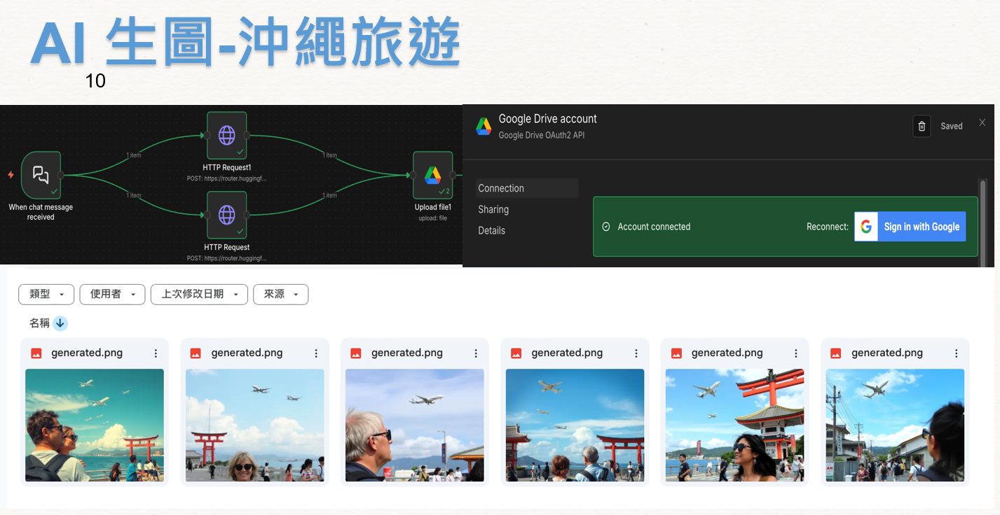 AI 生圖-沖繩旅遊
10
1 item
1 item
HTTP Request1
POST: https://router.huggingf...
When chat message
received
1 item
1 item
HTTP Request
POST: https://router.huggingf...
2
Upload file1
upload: file
Google Drive account
Google Drive OAuth2 API
Saved
Connection
Sharing
Details
Account connected
Reconnect:
Sign in with Google
類型
使用者
上次修改日期
來源
名稱
generated.png
generated.png
generated.png
generated.png
generated.png
generated.png